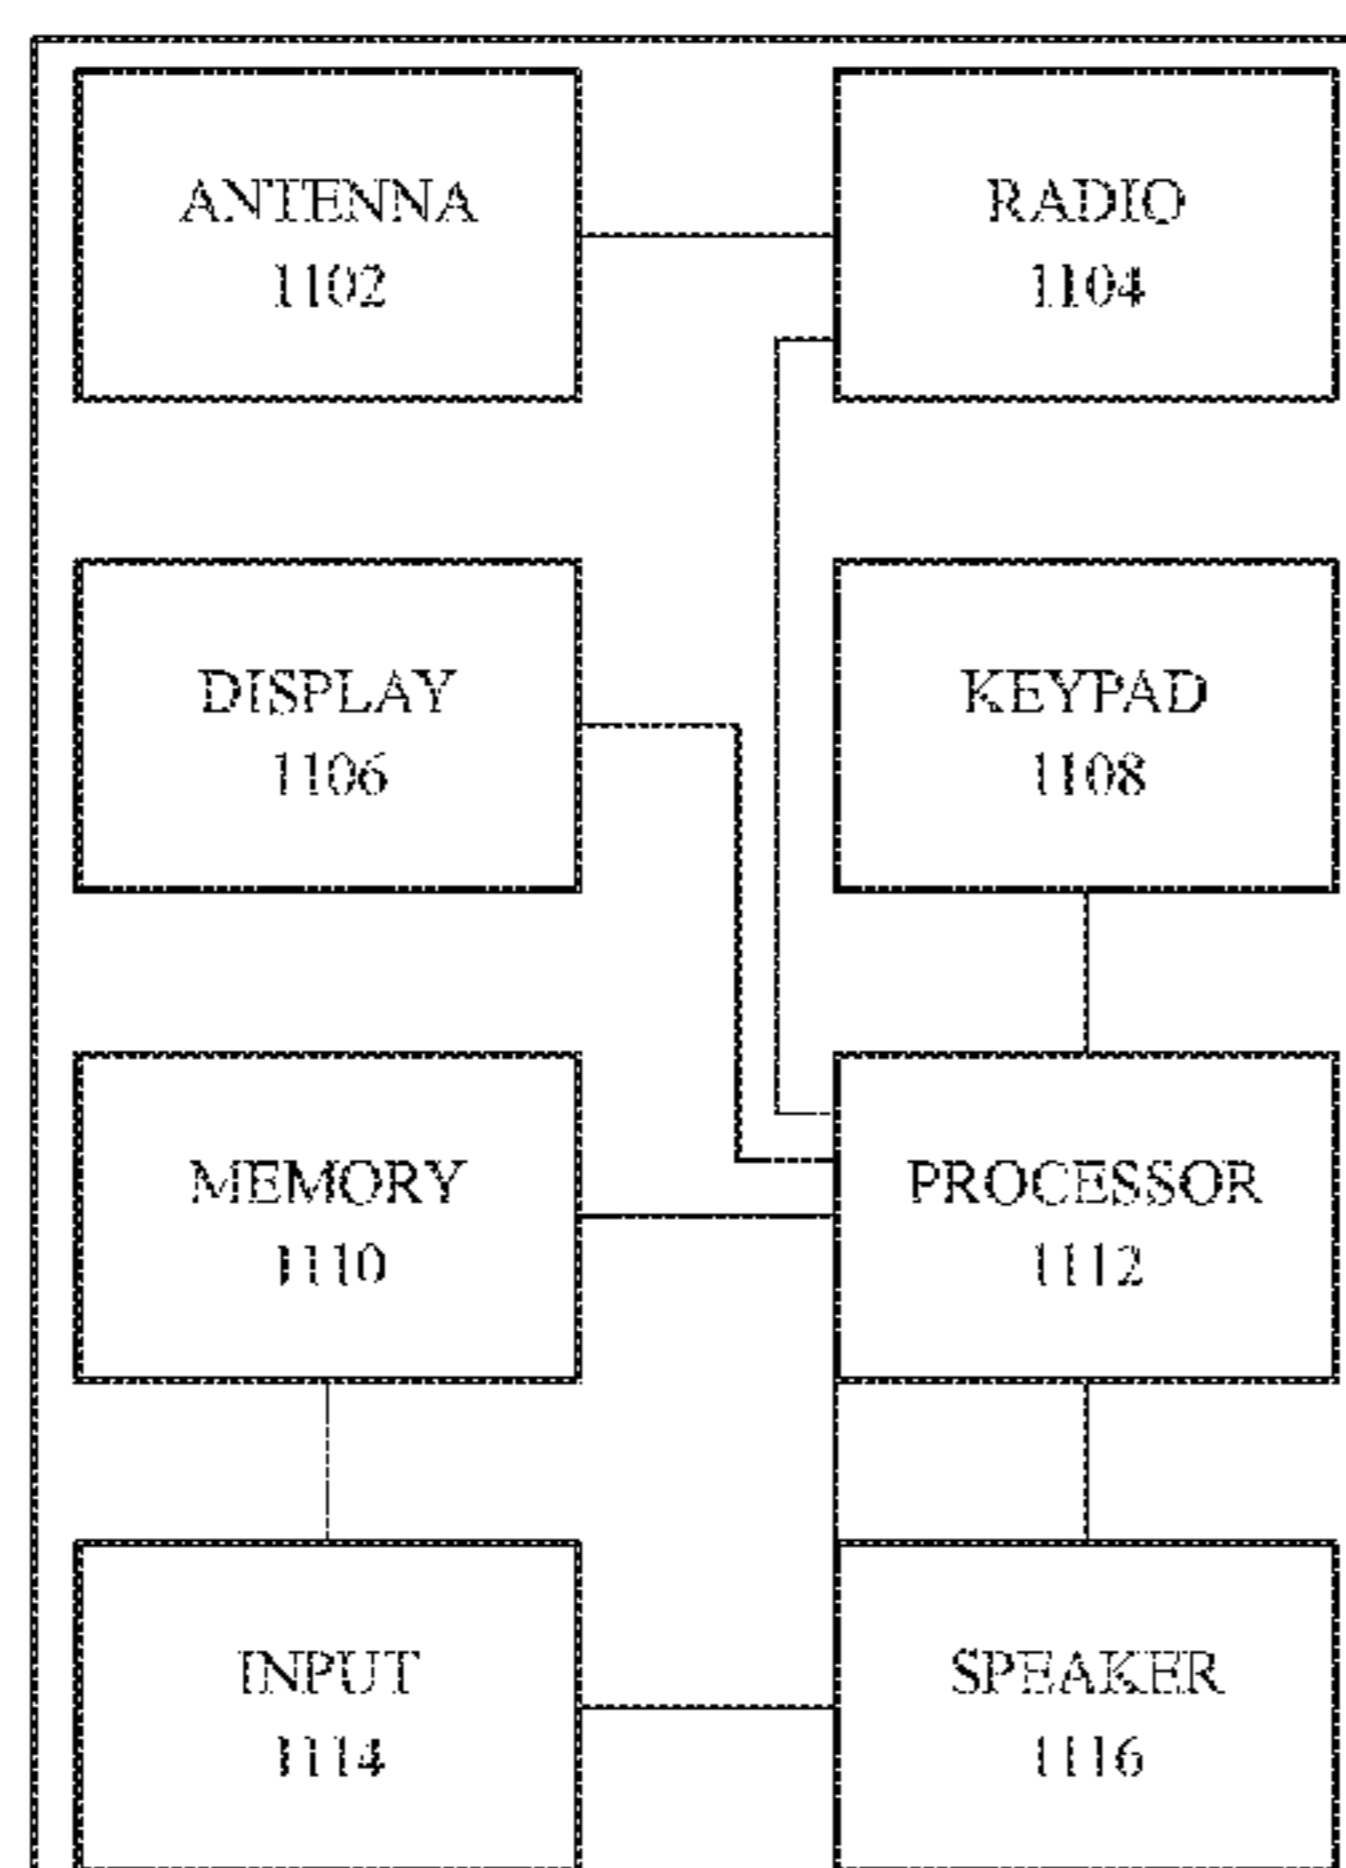 ANTENNA
1102
RADIO
1104
DISPLAY
1106
KEYPAD
1108
MEMORY
1110
PROCESSOR
1112
INPUT
1114
SPEAKER
1116